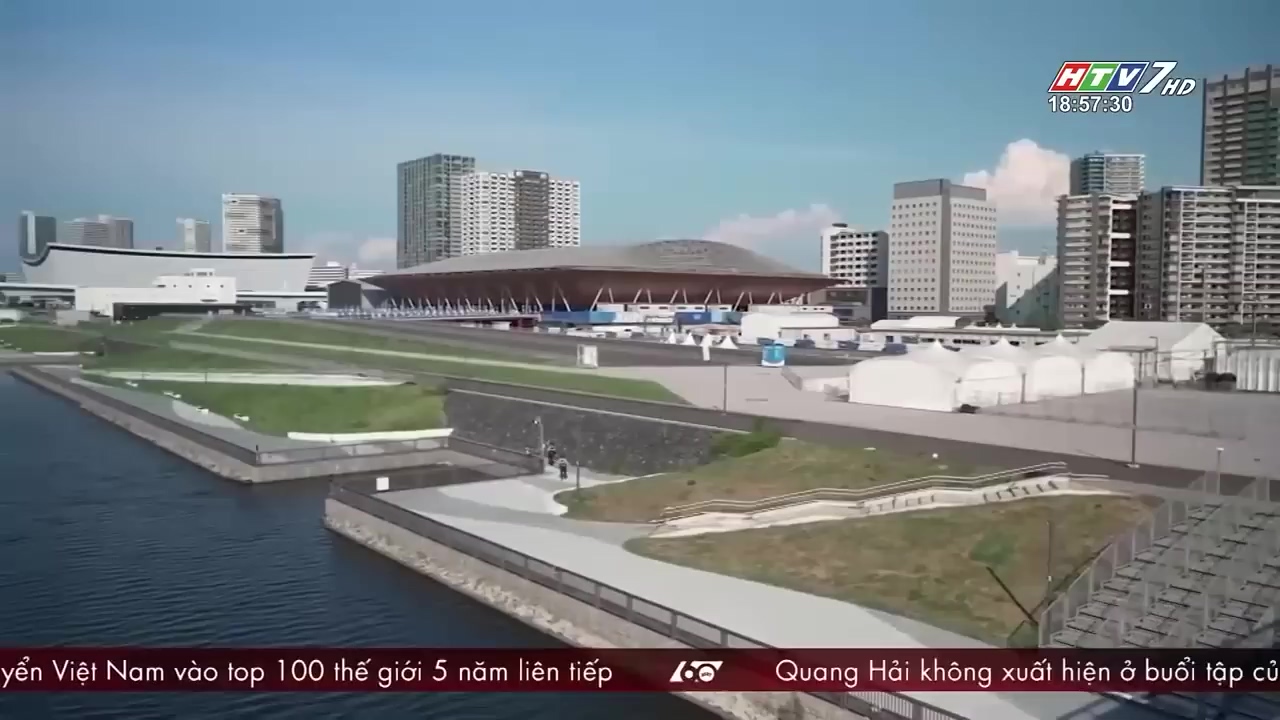 HTV7 HD
18:57:30
yển Việt Nam vào top 100 thế giới 5 năm liên tiếp 60 Quang Hải không xuất hiện ở buổi tập củ